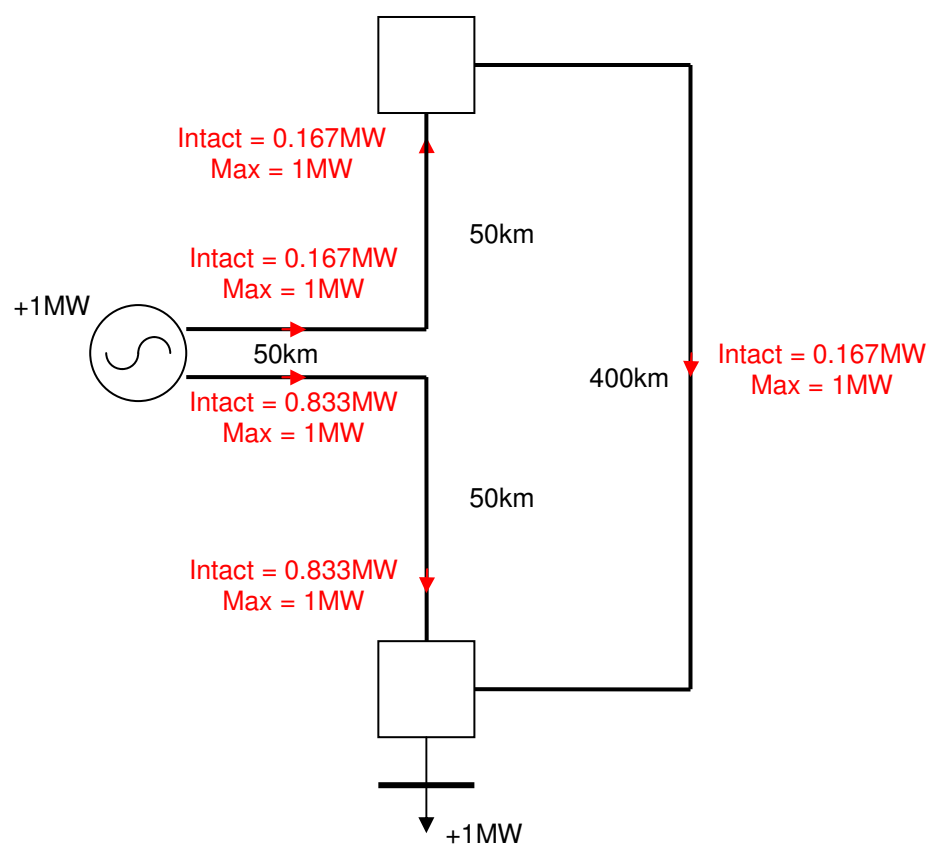 Intact = 0.167MW
Max = 1MW
50km
Intact = 0.167MW
Max = 1MW
+1MW
50km
Intact = 0.167MW
Max = 1MW
400km
Intact = 0.833MW
Max = 1MW
50km
Intact = 0.833MW
Max = 1MW
+1MW